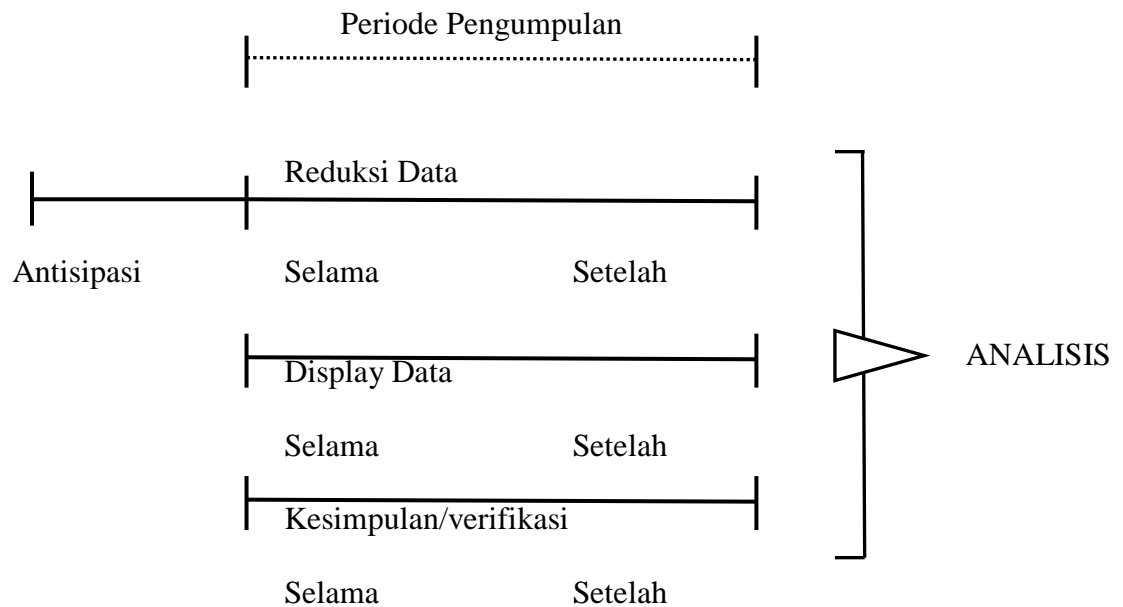 Periode Pengumpulan
Reduksi Data
Antisipasi Selama Setelah
Display Data
ANALISIS
Selama Setelah
Kesimpulan/verifikasi
Selama Setelah